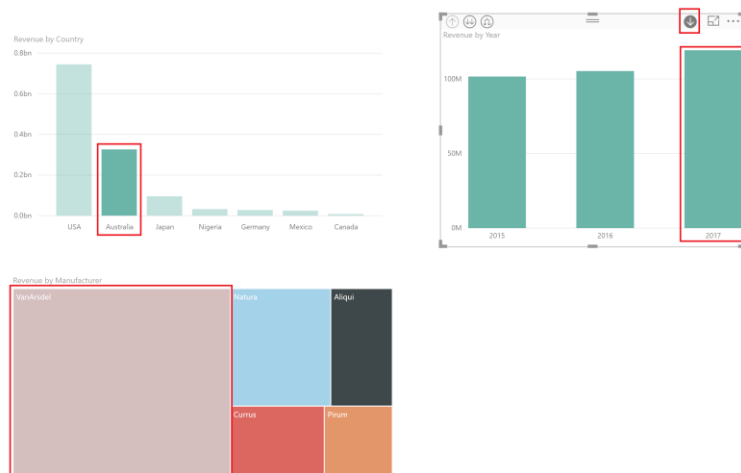 Revenue by Country
0.8bn
0.6bn
0.4bn
0.2bn
0.0bn
USA Australia Japan Nigeria Germany Mexico Canada
Revenue by Year
100M
50M
0M
2015 2016 2017
Revenue by Manufacturer
VanArsdel Natura Aliqui
Currus Pirum